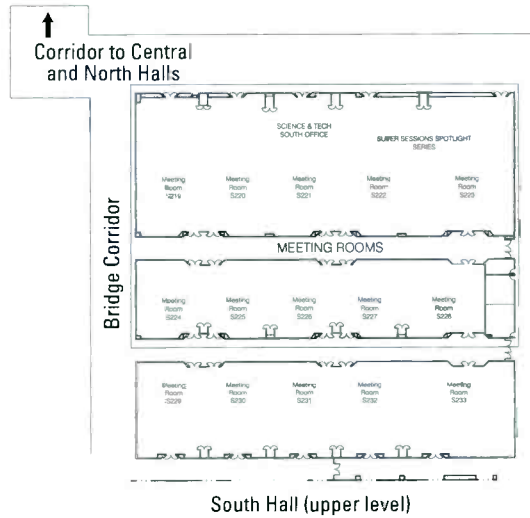 Corridor to Central
and North Halls
SCIENCE & TECH
SOUTH OFFICE
SUPER SESSIONS SPOTLIGHT
SERIES
Meeting
Room
S219
Meeting
Room
S220
Meeting
Room
S221
Meeting
Room
S222
Meeting
Room
S223
Bridge Corridor
MEETING ROOMS
Meeting
Room
S224
Meeting
Room
S225
Meeting
Room
S226
Meeting
Room
S227
Meeting
Room
S228
Meeting
Room
S229
Meeting
Room
S230
Meeting
Room
S231
Meeting
Room
S232
Meeting
Room
S233
South Hall (upper level)